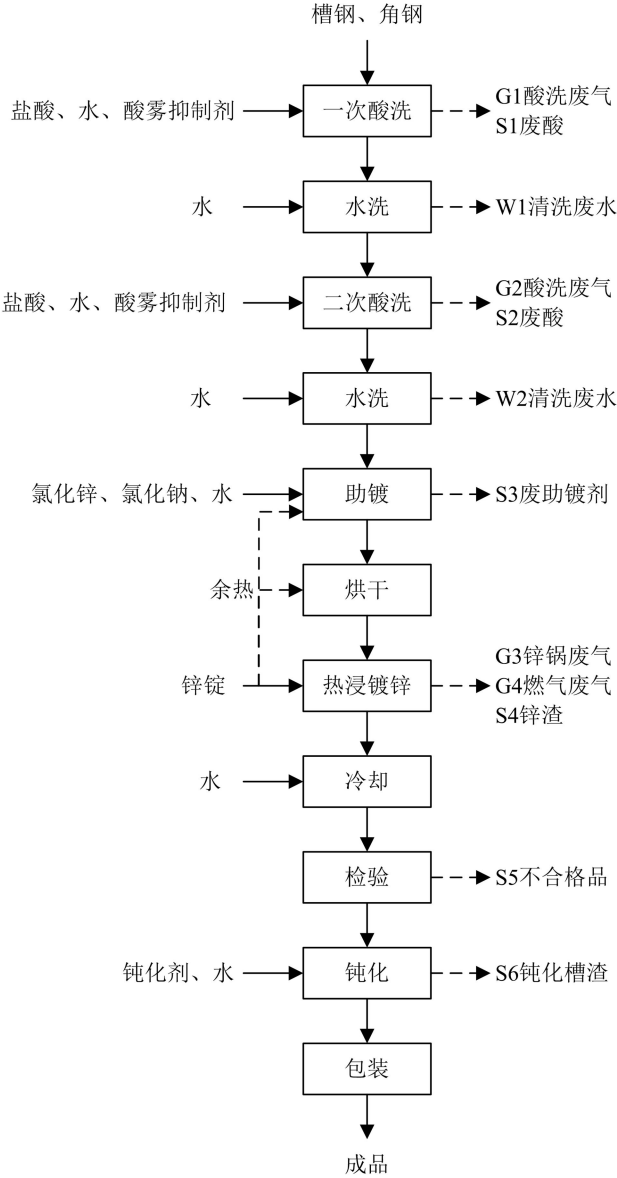 槽钢、角钢
盐酸、水、酸雾抑制剂
一次酸洗
G1酸洗废气
S1废酸
水
水洗
W1清洗废水
盐酸、水、酸雾抑制剂
二次酸洗
G2酸洗废气
S2废酸
水
水洗
W2清洗废水
氯化锌、氯化钠、水
助镀
S3废助镀剂
余热
烘干
锌锭
热浸镀锌
G3锌锅废气
G4燃气废气
S4锌渣
水
冷却
检验
S5不合格品
钝化剂、水
钝化
S6钝化槽渣
包装
成品